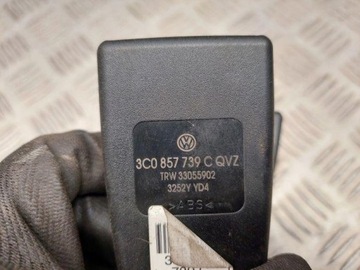 3C0 857 739 C QVZ
TRW 33055902
3252Y YD4
>ABS<